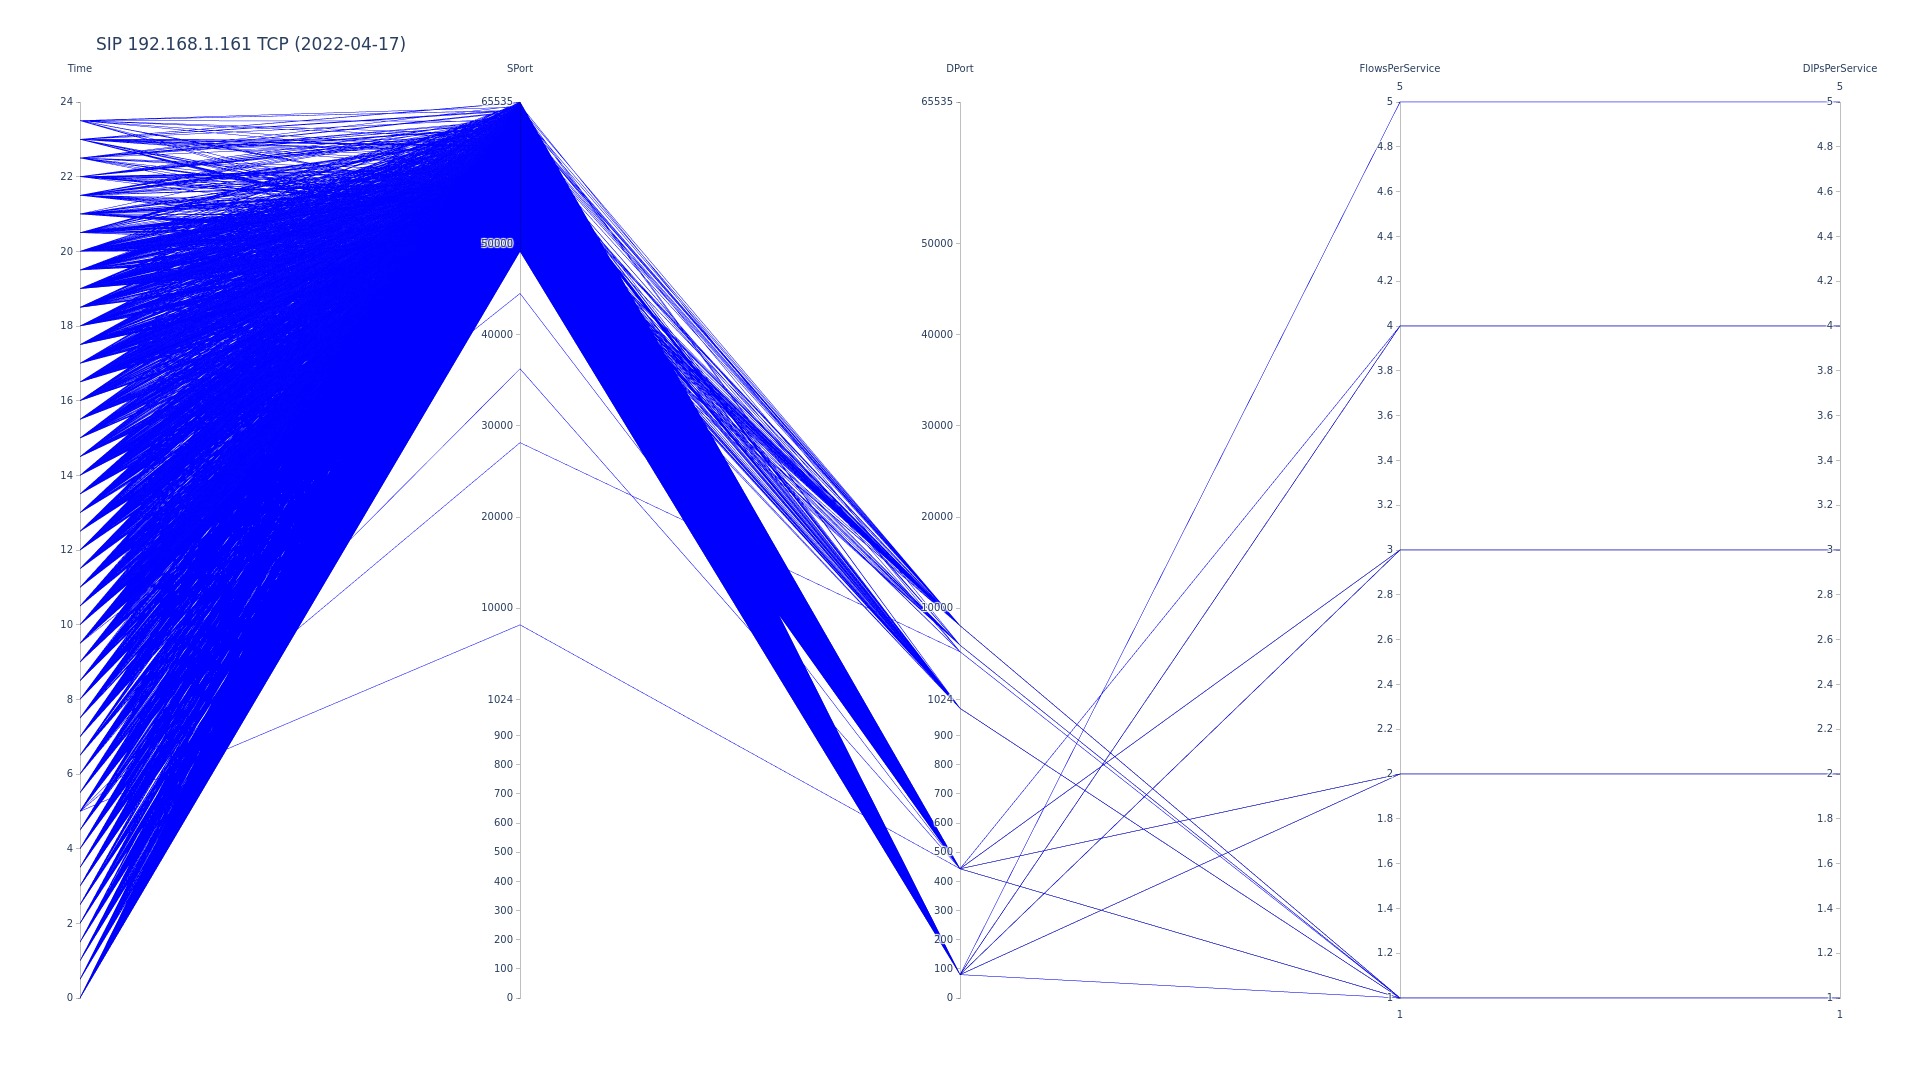 SIP 192.168.1.161 TCP (2022-04-17)
Time SPort DPort FlowsPerService DIPsPerService
5 5
24 65535 65535 5 5
4.8 4.8
22
4.6 4.6
4.4 4.4
20 50000 50000
4.2 4.2
18 40000 40000 4 4
3.8 3.8
16
3.6 3.6
30000 30000
3.4 3.4
14
3.2 3.2
20000 20000
12 3 3
2.8 2.8
10 10000 10000
2.6 2.6
2.4 2.4
8 1024 1024
2.2 2.2
900 900
6 800 800 2 2
700 700
1.8 1.8
600 600
4 500 500
1.6 1.6
400 400
1.4 1.4
300 300
2
200 200
1.2 1.2
100 100
0 0 0 1 1
1 1